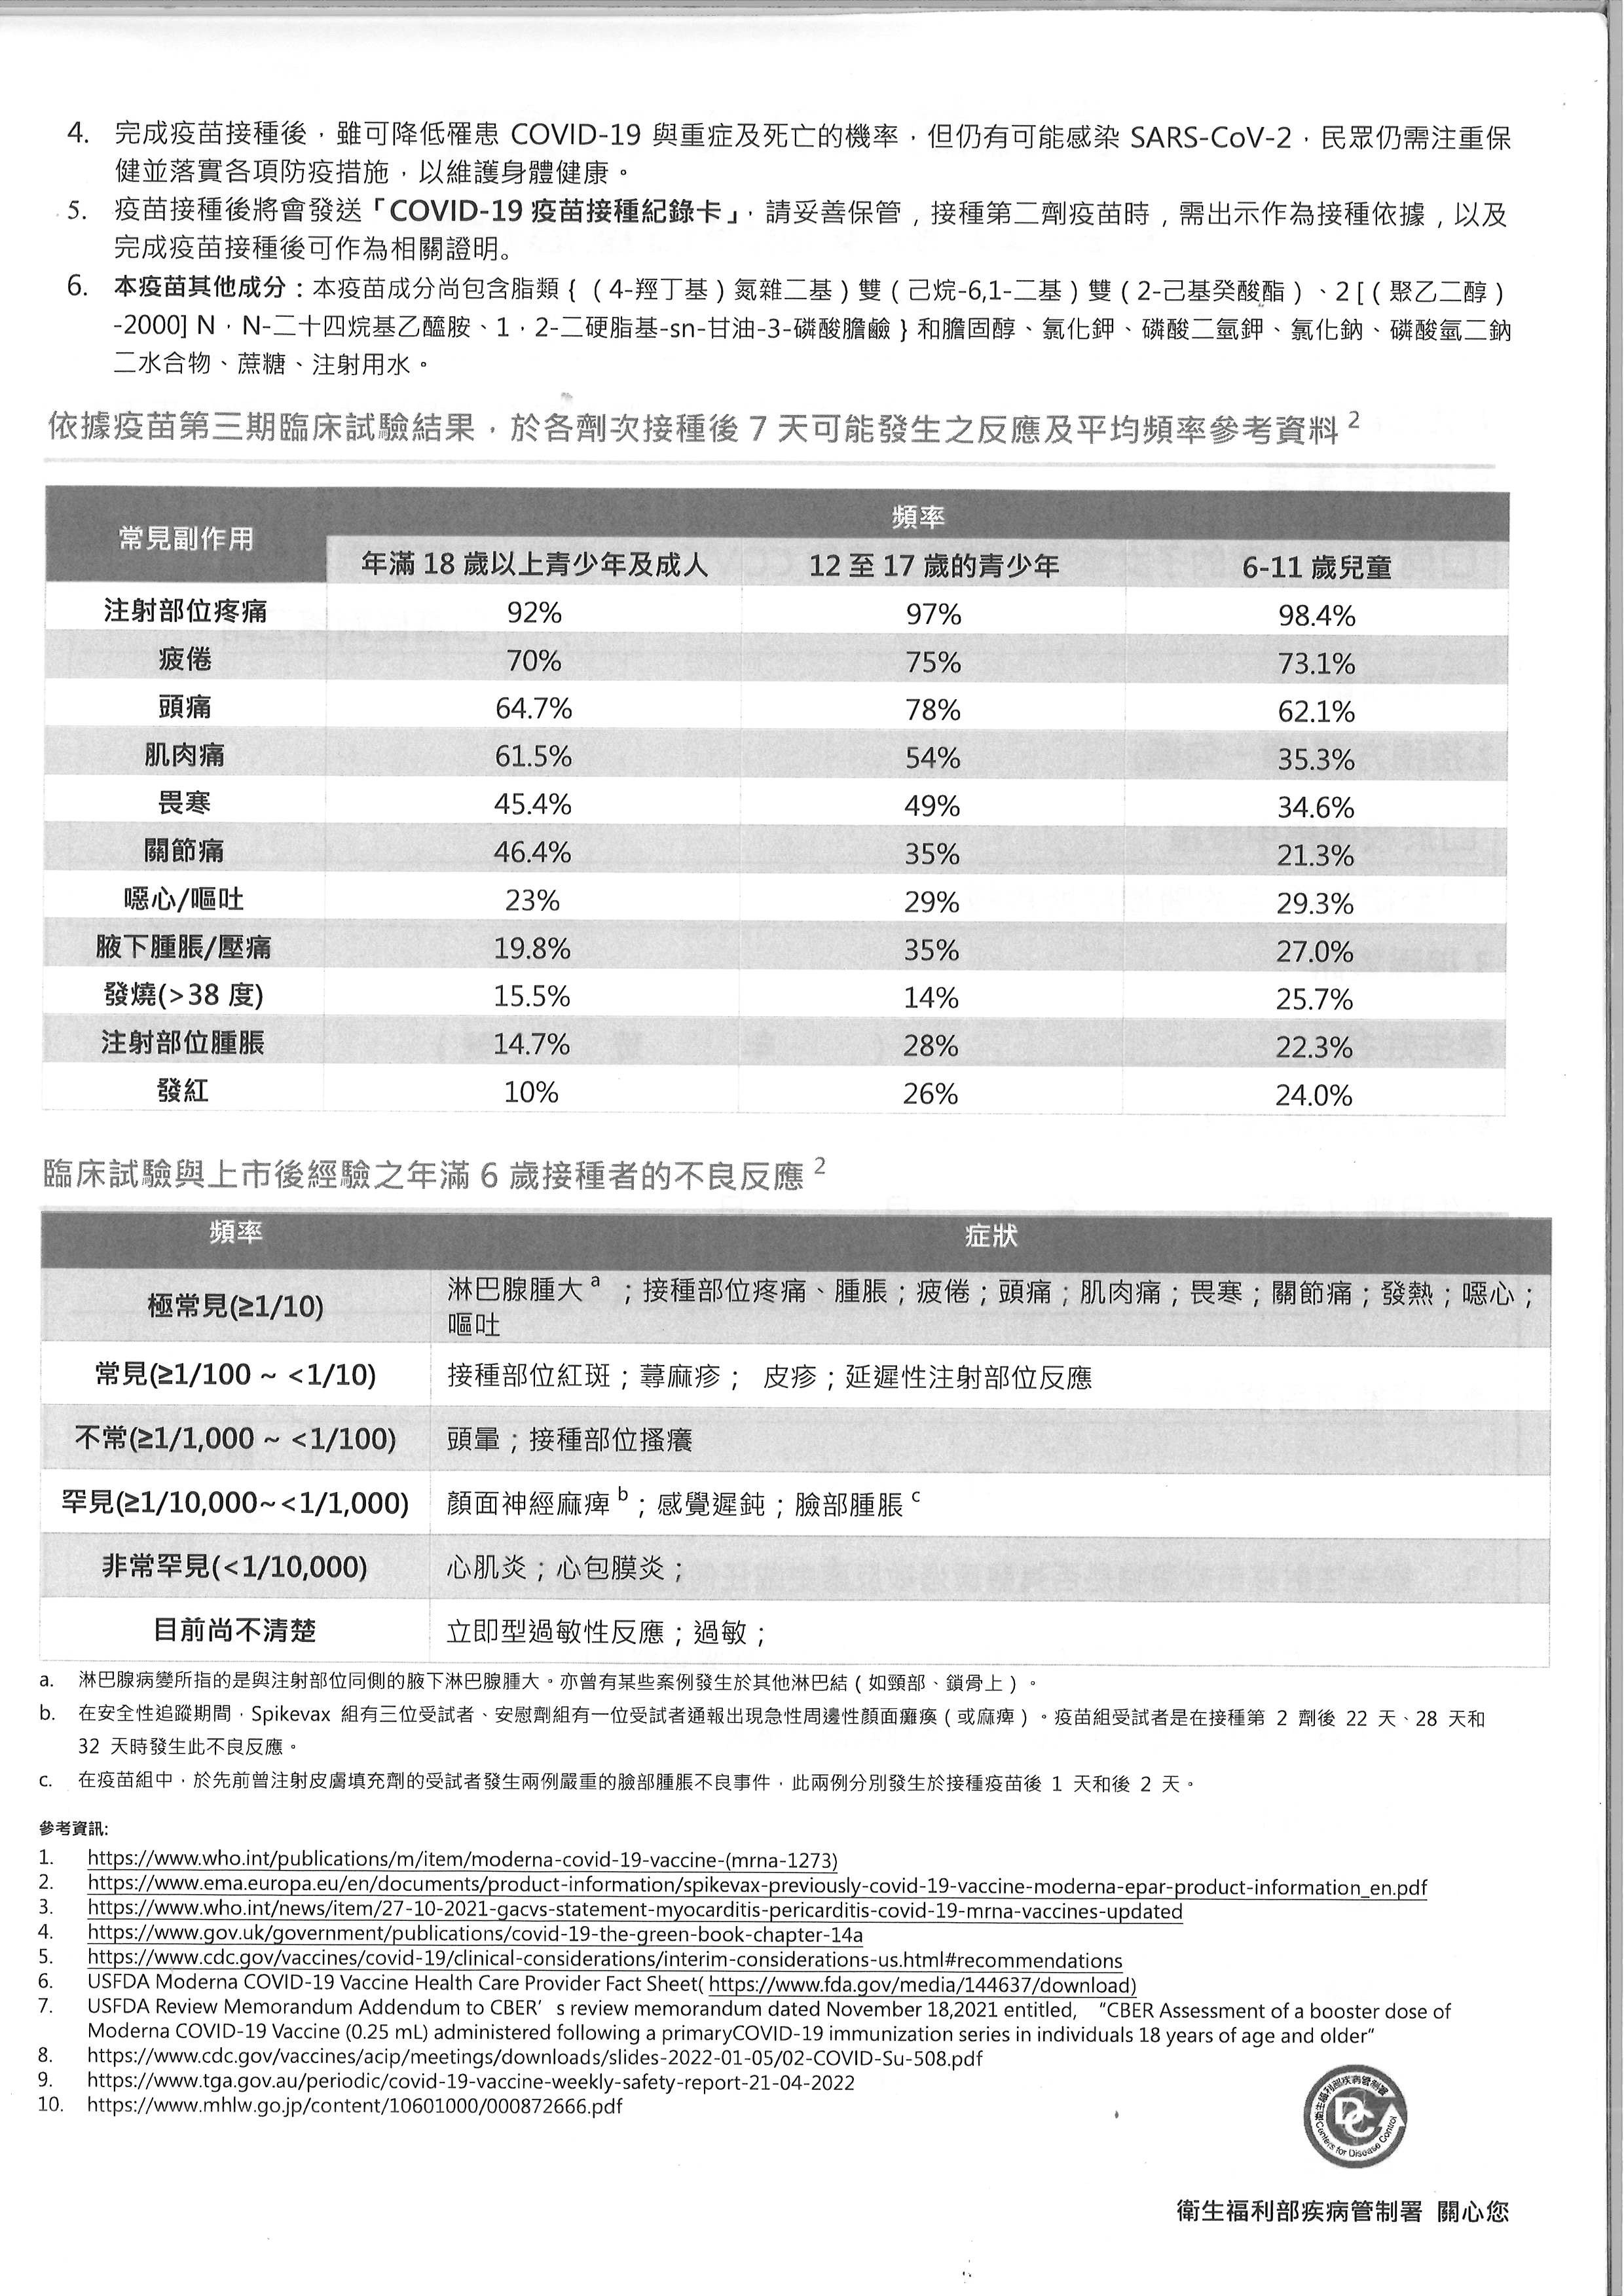 4. 完成疫苗接種後，雖可降低罹患 COVID-19 與重症及死亡的機率，但仍有可能感染 SARS-CoV-2，民眾仍需注重保
健並落實各項防疫措施，以維護身體健康。
5. 疫苗接種後將會發送「COVID-19 疫苗接種紀錄卡」，請妥善保管，接種第二劑疫苗時，需出示作為接種依據，以及
完成疫苗接種後可作為相關證明。
6. 本疫苗其他成分：本疫苗成分尚包含脂類{（4-羥丁基）氮雜二基）雙（己烷-6,1-二基）雙（2-己基癸酸酯）、2[(聚乙二醇)
-2000] N，N-二十四烷基乙醯胺、1，2-二硬脂基-sn-甘油-3-磷酸膽鹼}和膽固醇、氯化鉀、磷酸二氫鉀、氯化鈉、磷酸氫二鈉
二水合物、蔗糖、注射用水。
依據疫苗第三期臨床試驗結果，於各劑次接種後 7 天可能發生之反應及平均頻率參考資料 2
常見副作用 頻率
年滿 18 歲以上青少年及成人 12 至 17 歲的青少年 6-11 歲兒童
注射部位疼痛 92% 97% 98.4%
疲倦 70% 75% 73.1%
頭痛 64.7% 78% 62.1%
肌肉痛 61.5% 54% 35.3%
畏寒 45.4% 49% 34.6%
關節痛 46.4% 35% 21.3%
噁心/嘔吐 23% 29% 29.3%
腋下腫脹/壓痛 19.8% 35% 27.0%
發燒(>38 度) 15.5% 14% 25.7%
注射部位腫脹 14.7% 28% 22.3%
發紅 10% 26% 24.0%
臨床試驗與上市後經驗之年滿 6 歲接種者的不良反應 2
頻率 症狀
極常見(≥1/10) 淋巴腺腫大 a ；接種部位疼痛、腫脹；疲倦；頭痛；肌肉痛；畏寒；關節痛；發熱；噁心；
嘔吐
常見(≥1/100 ~ <1/10) 接種部位紅斑；蕁麻疹； 皮疹；延遲性注射部位反應
不常(≥1/1,000 ~ <1/100) 頭暈；接種部位搔癢
罕見(≥1/10,000~<1/1,000) 顏面神經麻痺 b；感覺遲鈍；臉部腫脹 c
非常罕見(<1/10,000) 心肌炎；心包膜炎；
目前尚不清楚 立即型過敏性反應；過敏；
a. 淋巴腺病變所指的是與注射部位同側的腋下淋巴腺腫大。亦曾有某些案例發生於其他淋巴結（如頸部、鎖骨上）。
b. 在安全性追蹤期間，Spikevax 組有三位受試者、安慰劑組有一位受試者通報出現急性周邊性顏面癱瘓（或麻痺）。疫苗組受試者是在接種第 2 劑後 22 天、28 天和
32 天時發生此不良反應。
c. 在疫苗組中，於先前曾注射皮膚填充劑的受試者發生兩例嚴重的臉部腫脹不良事件，此兩例分別發生於接種疫苗後 1 天和後 2 天。
參考資訊:
1. https://www.who.int/publications/m/item/moderna-covid-19-vaccine-(mrna-1273)
2. https://www.ema.europa.eu/en/documents/product-information/spikevax-previously-covid-19-vaccine-moderna-epar-product-information_en.pdf
3. https://www.who.int/news/item/27-10-2021-gacvs-statement-myocarditis-pericarditis-covid-19-mrna-vaccines-updated
4. https://www.gov.uk/government/publications/covid-19-the-green-book-chapter-14a
5. https://www.cdc.gov/vaccines/covid-19/clinical-considerations/interim-considerations-us.html#recommendations
6. USFDA Moderna COVID-19 Vaccine Health Care Provider Fact Sheet( https://www.fda.gov/media/144637/download)
7. USFDA Review Memorandum Addendum to CBER’ s review memorandum dated November 18,2021 entitled, “CBER Assessment of a booster dose of
Moderna COVID-19 Vaccine (0.25 mL) administered following a primaryCOVID-19 immunization series in individuals 18 years of age and older”
8. https://www.cdc.gov/vaccines/acip/meetings/downloads/slides-2022-01-05/02-COVID-Su-508.pdf
9. https://www.tga.gov.au/periodic/covid-19-vaccine-weekly-safety-report-21-04-2022
10. https://www.mhlw.go.jp/content/10601000/000872666.pdf
衛生福利部疾病管制署
DC
Centers for Disease Control
衛生福利部疾病管制署 關心您